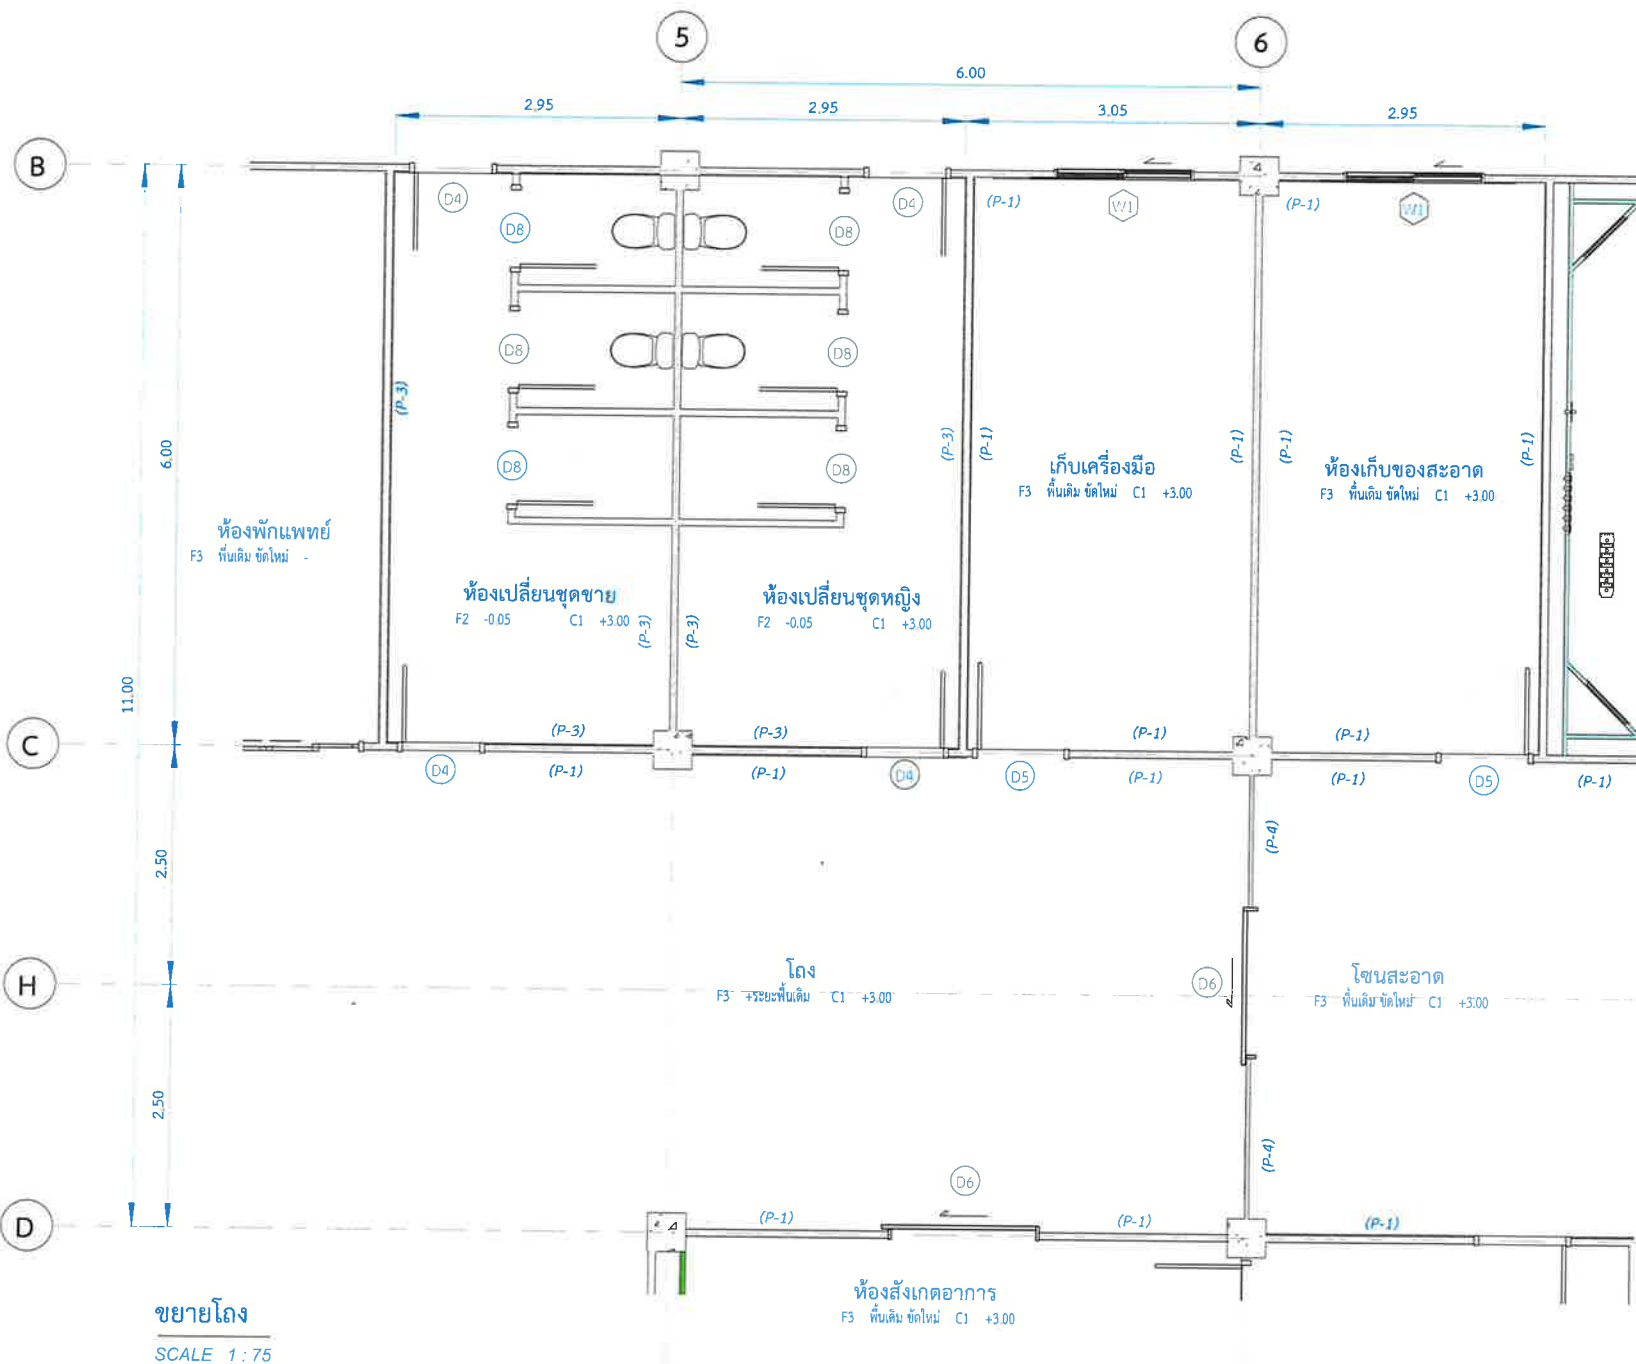 5
6
6.00
2.95
2.95
3.05
2.95
B
D4
D8
D8
D4
(P-1)
W1
(P-1)
W1
D8
D8
(P-3)
6.00
(P-3)
(P-1)
(P-1)
(P-1)
(P-1)
D8
D8
เก็บเครื่องมือ
F3 พื้นเดิม ขัดใหม่ C1 +3.00
ห้องเก็บของสะอาด
F3 พื้นเดิม ขัดใหม่ C1 +3.00
ห้องพักแพทย์
F3 พื้นเดิม ขัดใหม่ -
ห้องเปลี่ยนชุดชาย
F2 -0.05 C1 +3.00
(P-3)
(P-3)
ห้องเปลี่ยนชุดหญิง
F2 -0.05 C1 +3.00
11.00
C
(P-3)
(P-3)
(P-1)
(P-1)
D4
(P-1)
(P-1)
D4
D5
(P-1)
(P-1)
D5
(P-1)
2.50
(P-4)
H
โถง
F3 +ระยะพื้นเดิม C1 +3.00
D6
โซนสะอาด
F3 พื้นเดิม ขัดใหม่ C1 +3.00
2.50
(P-4)
D6
D
(P-1)
(P-1)
(P-1)
ห้องสังเกตอาการ
F3 พื้นเดิม ขัดใหม่ C1 +3.00
ขยายโถง
SCALE 1 : 75